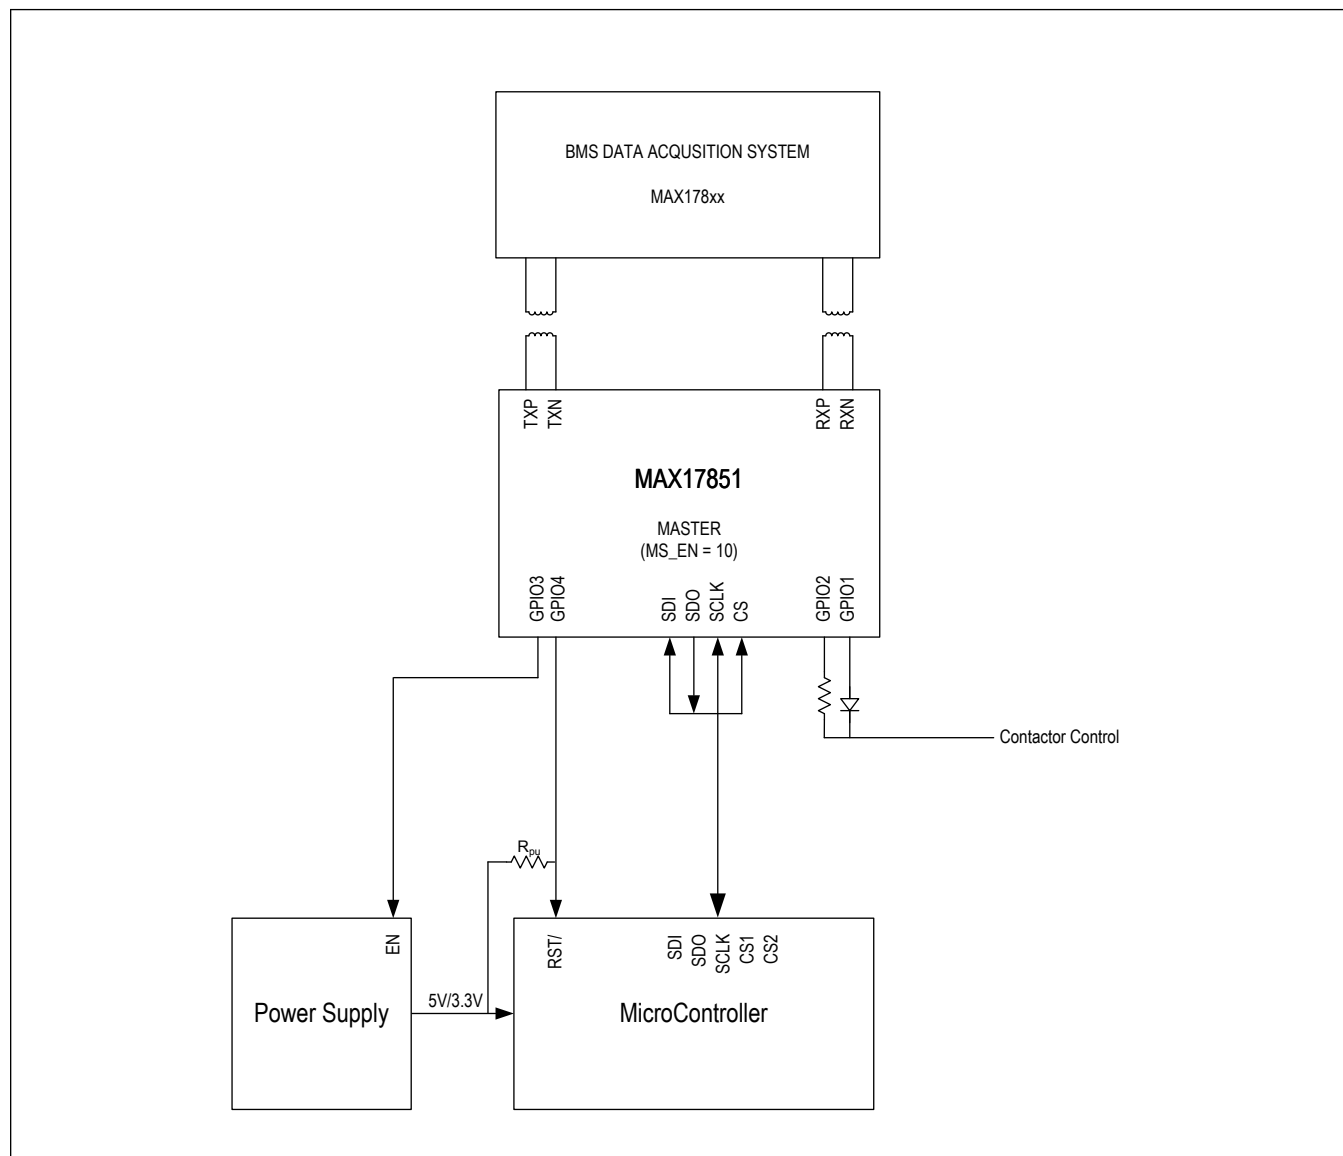 BMS DATA ACQUSITION SYSTEM
MAX178xx
TXP
TXN
RXP
RXN
MAX17851
MASTER
(MS_EN = 10)
GPIO3
GPIO4
SDI
SDO
SCLK
CS
GPIO2
GPIO1
Contactor Control
Rpu
EN
RST/
SDI
SDO
SCLK
CS1
CS2
5V/3.3V
Power Supply
MicroController